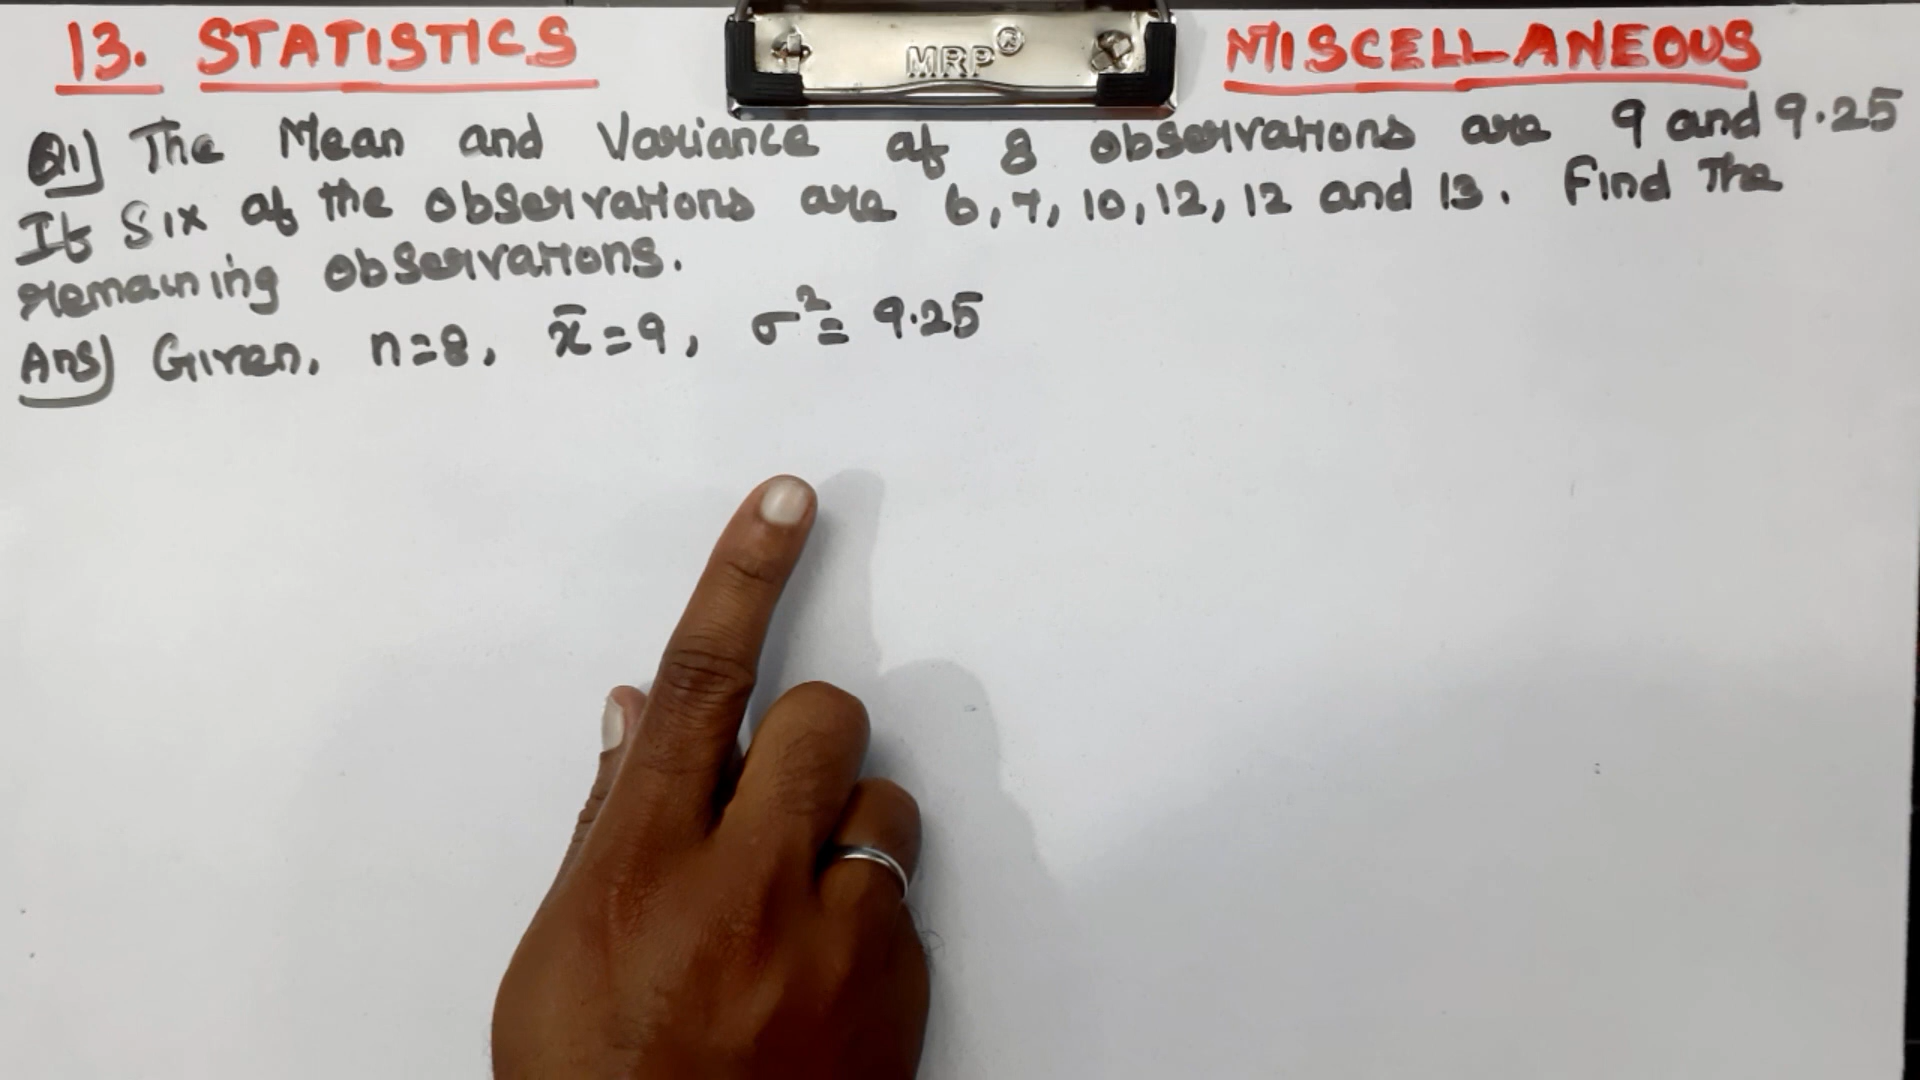 13. STATISTICS
MRP®
MISCELLANEOUS
Q1) The Mean and Variance of 8 observations are 9 and 9.25
If Six of the observations are 6, 7, 10, 12, 12 and 13. Find The
remaining observations.
Ans) Given, n=8, x̄=9, σ²= 9.25